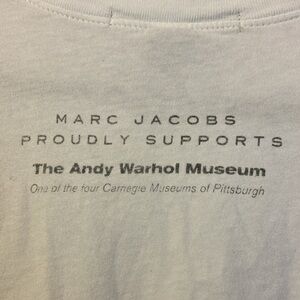 MARC JACOBS
PROUDLY SUPPORTS
The Andy Warhol Museum
One of the four Carnegie Museums of Pittsburgh